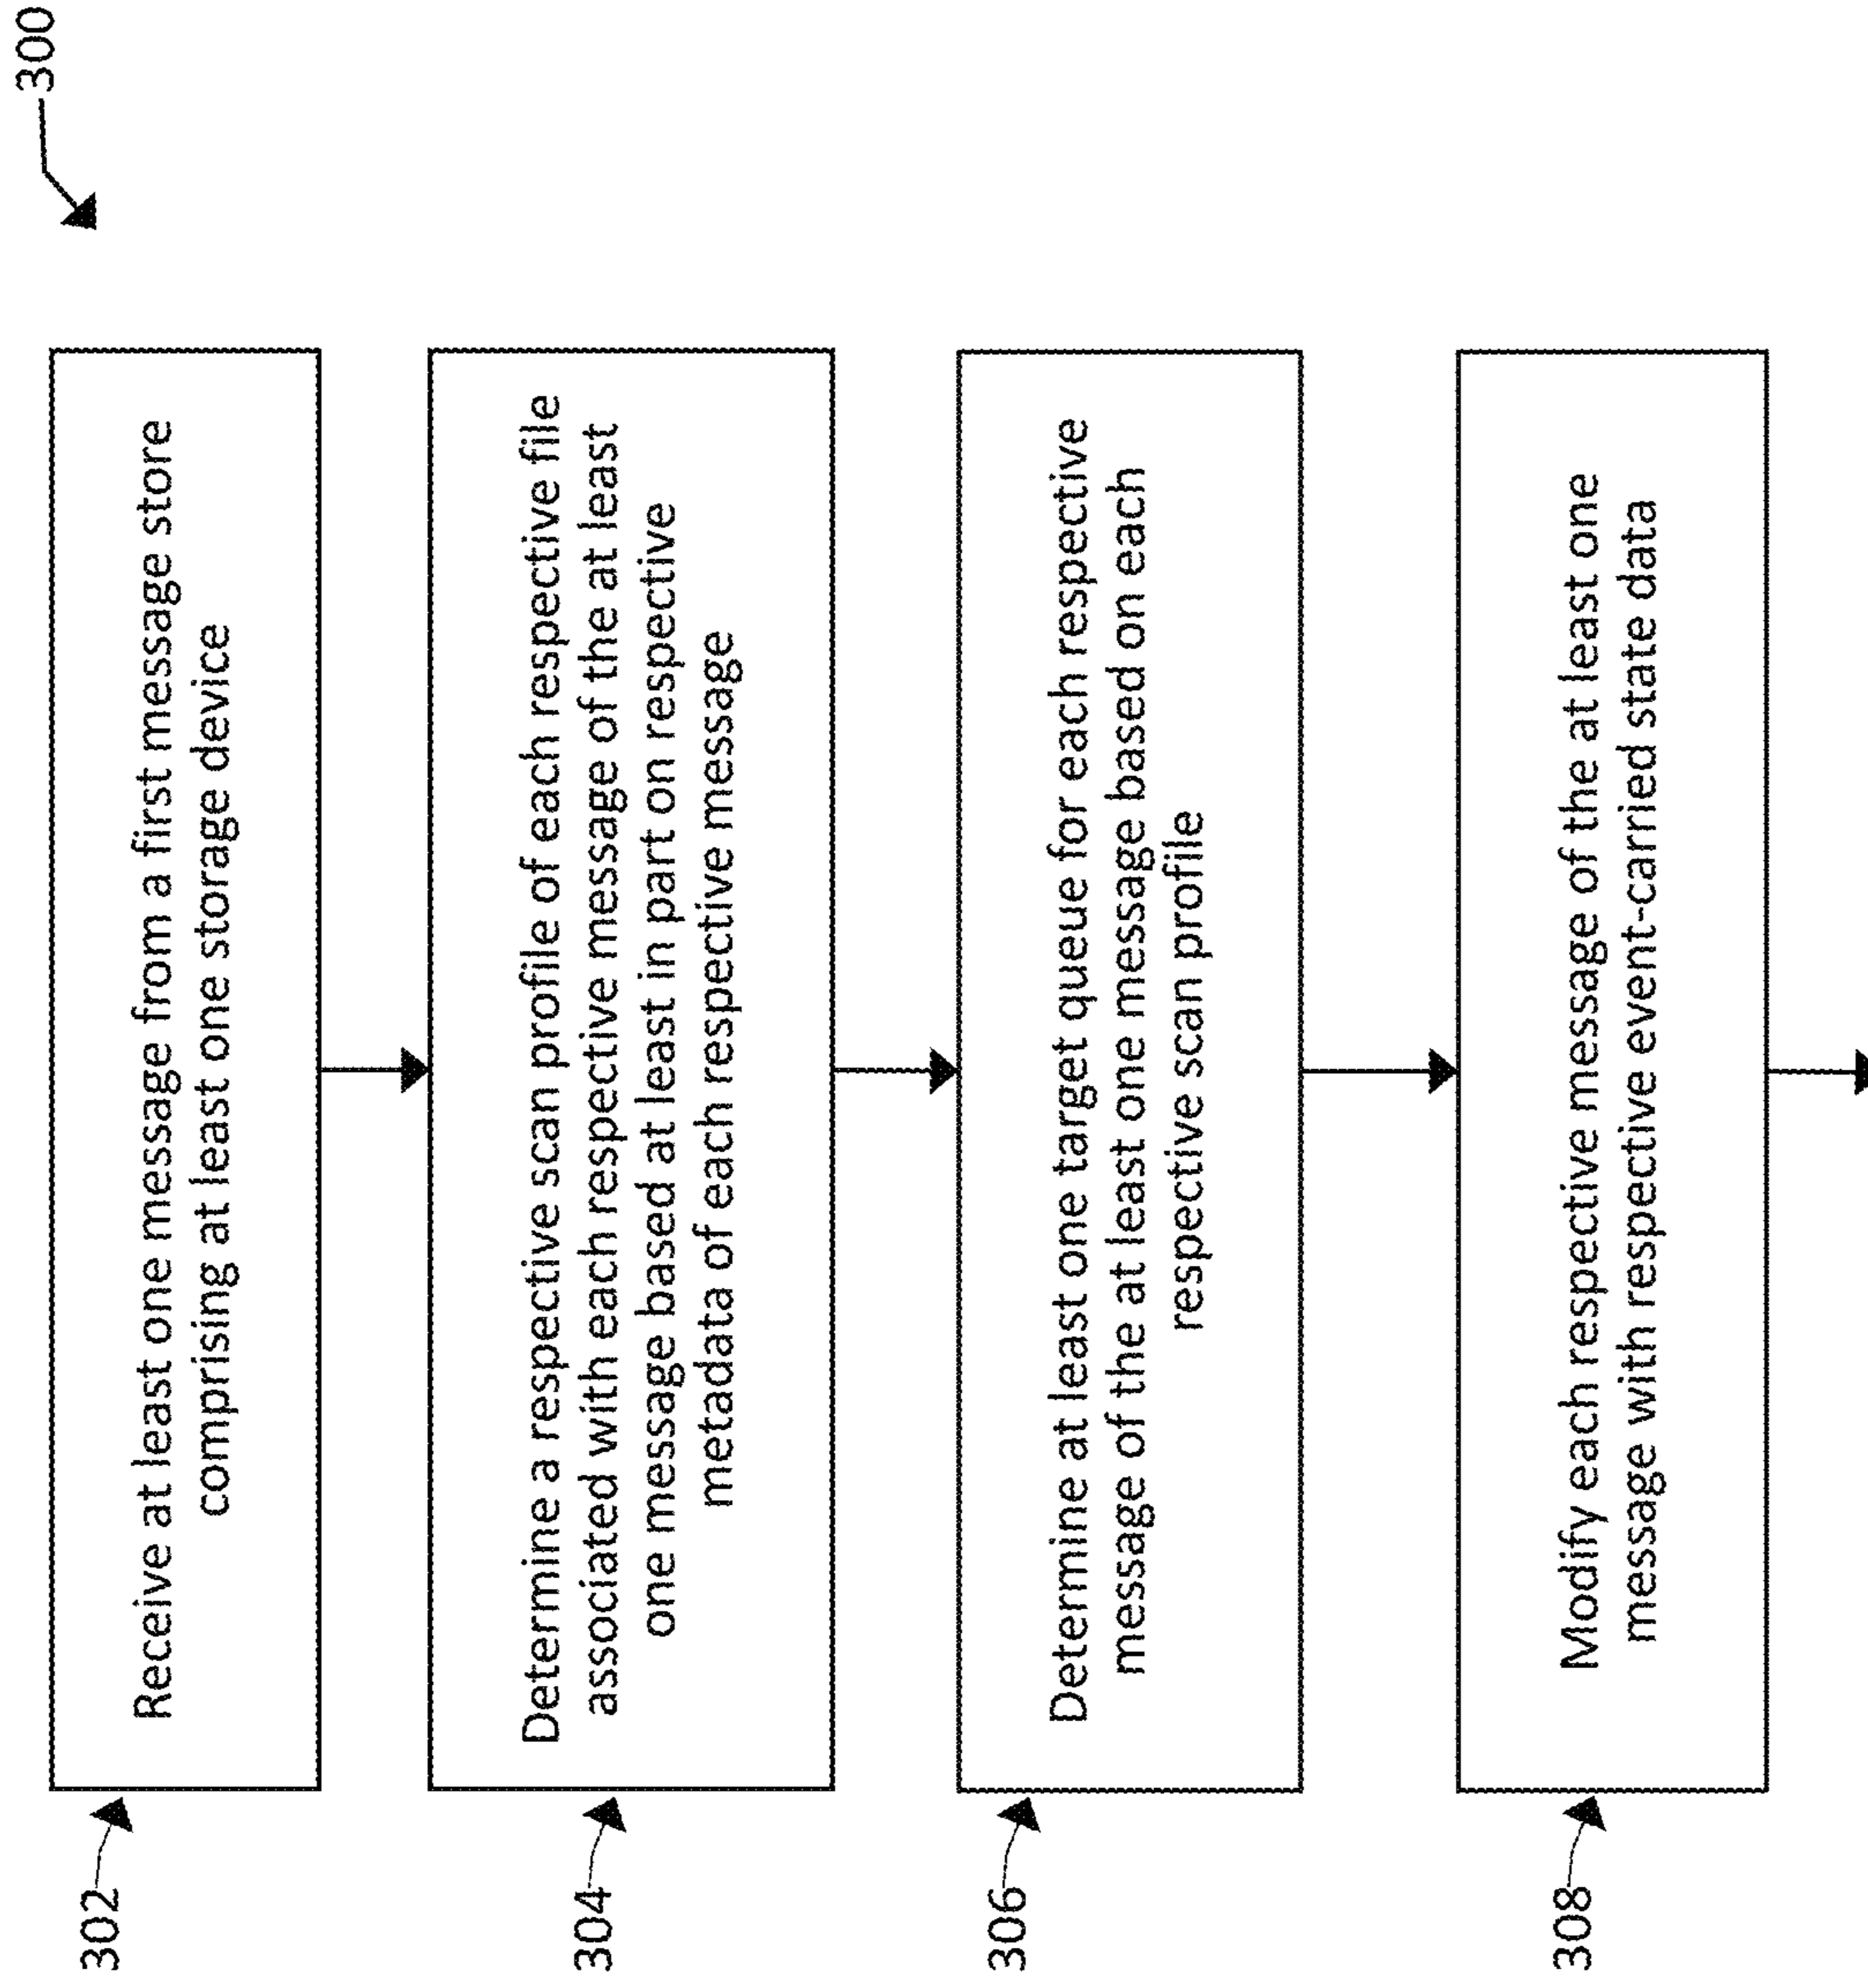 300
302
Receive at least one message from a first message store
comprising at least one storage device
304
Determine a respective scan profile of each respective file
associated with each respective message of the at least
one message based at least in part on respective
metadata of each respective message
306
Determine at least one target queue for each respective
message of the at least one message based on each
respective scan profile
308
Modify each respective message of the at least one
message with respective event-carried state data